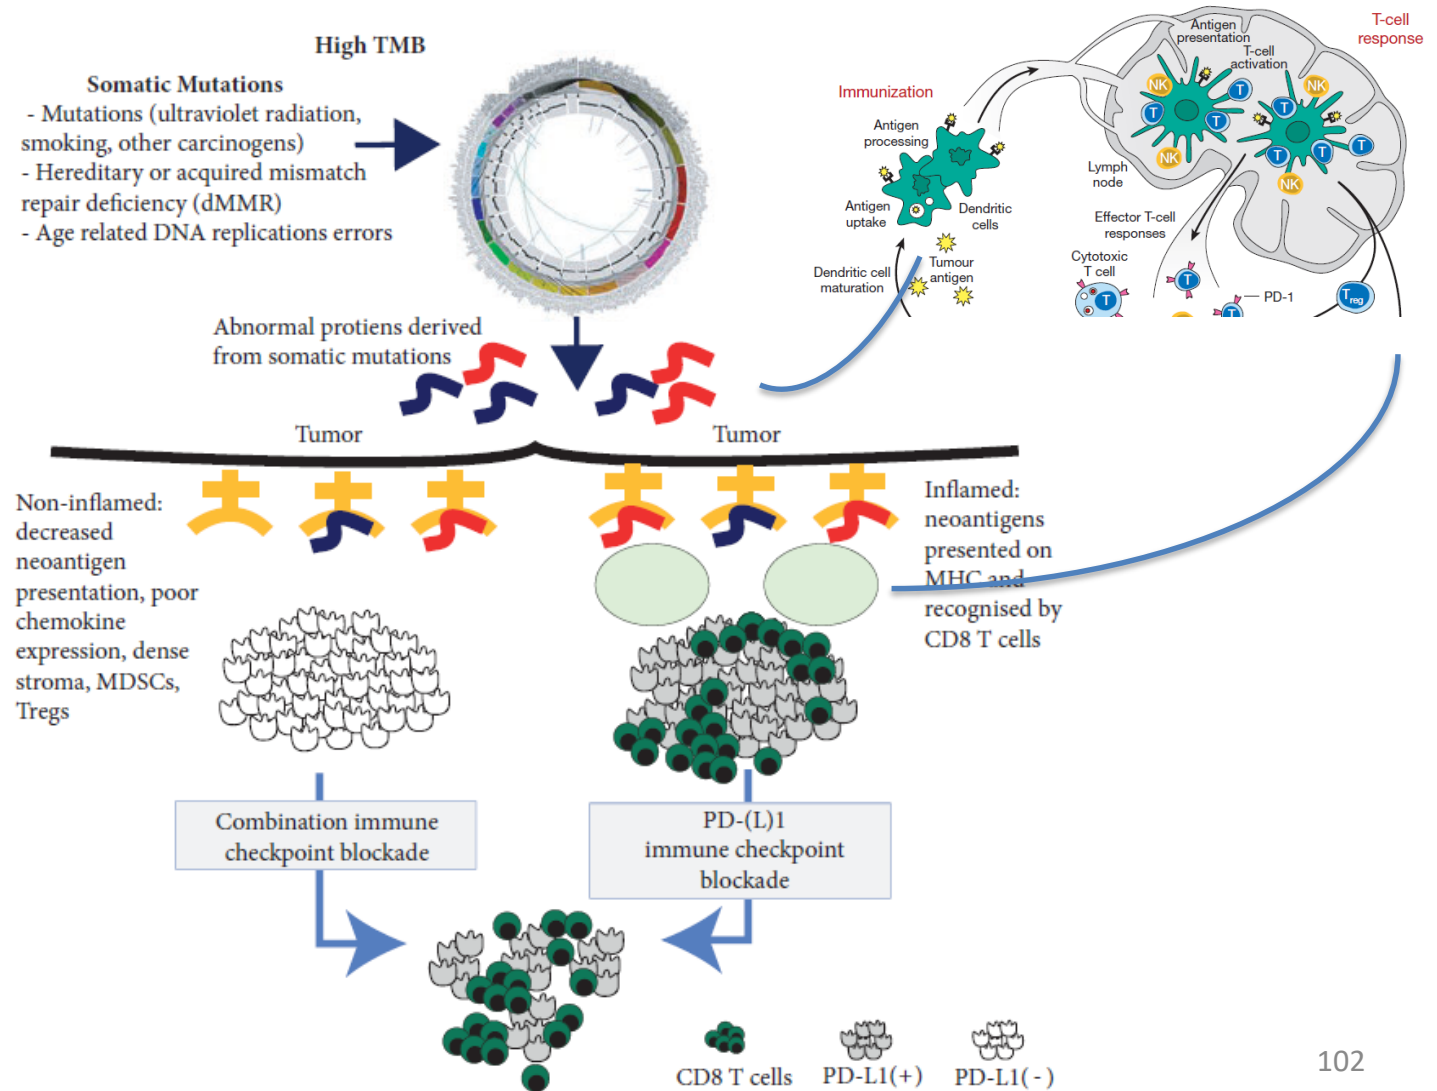 High TMB
Somatic Mutations
- Mutations (ultraviolet radiation,
smoking, other carcinogens)
- Hereditary or acquired mismatch
repair deficiency (dMMR)
- Age related DNA replications errors
Abnormal protiens derived
from somatic mutations
Immunization
Antigen
processing
Antigen
uptake
Dendritic
cells
Dendritic cell
maturation
Tumour
antigen
T-cell
response
Antigen
presentation
T-cell
activation
NK
NK
T
T
T
T
T
T
T
NK
NK
Lymph
node
Effector T-cell
responses
Cytotoxic
T cell
T
T
T
PD-1
Treg
Tumor
Tumor
Non-inflamed:
decreased
neoantigen
presentation, poor
chemokine
expression, dense
stroma, MDSCs,
Tregs
Inflamed:
neoantigens
presented on
MHC and
recognised by
CD8 T cells
Combination immune
checkpoint blockade
PD-(L)1
immune checkpoint
blockade
CD8 T cells
PD-L1(+)
PD-L1(-)
102